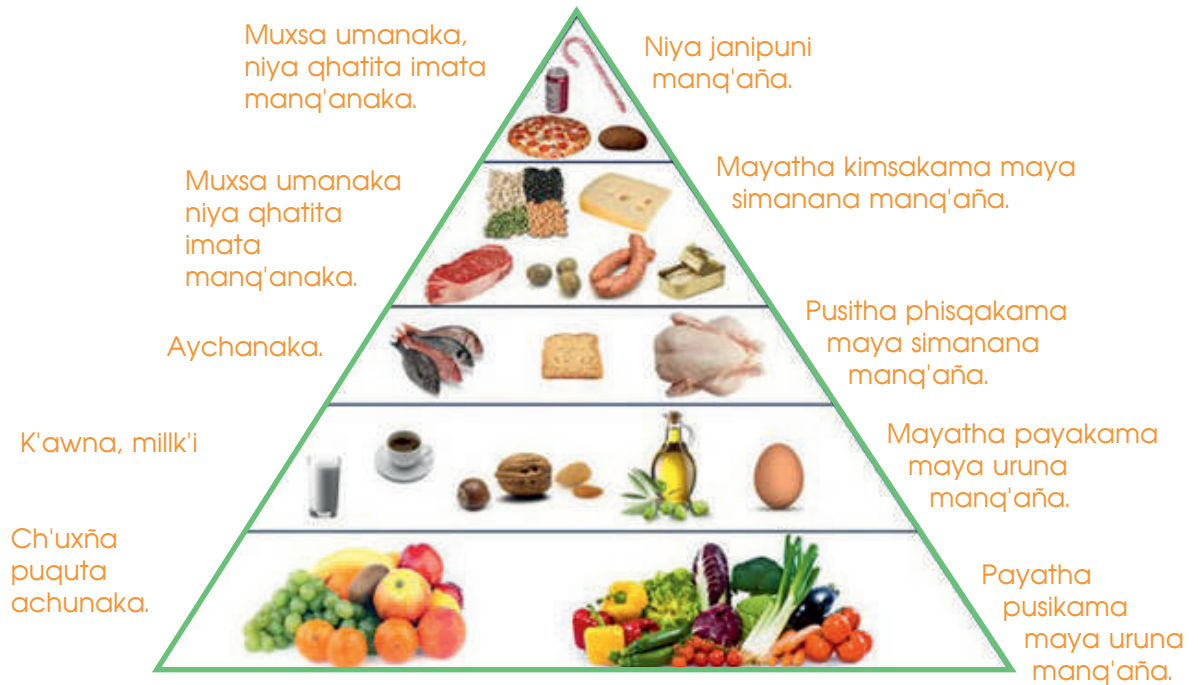 Muxsa umanaka,
niya qhatita imata
manq'anaka.
Niya janipuni
manq'aña.
Muxsa umanaka
niya qhatita
imata
manq'anaka.
Mayatha kimsakama maya
simanana manq'aña.
Aychanaka.
Pusitha phisqakama
maya simanana
manq'aña.
K'awna, millk'i
Mayatha payakama
maya uruna
manq'aña.
Ch'uxña
puquta
achunaka.
Payatha
pusikama
maya uruna
manq'aña.